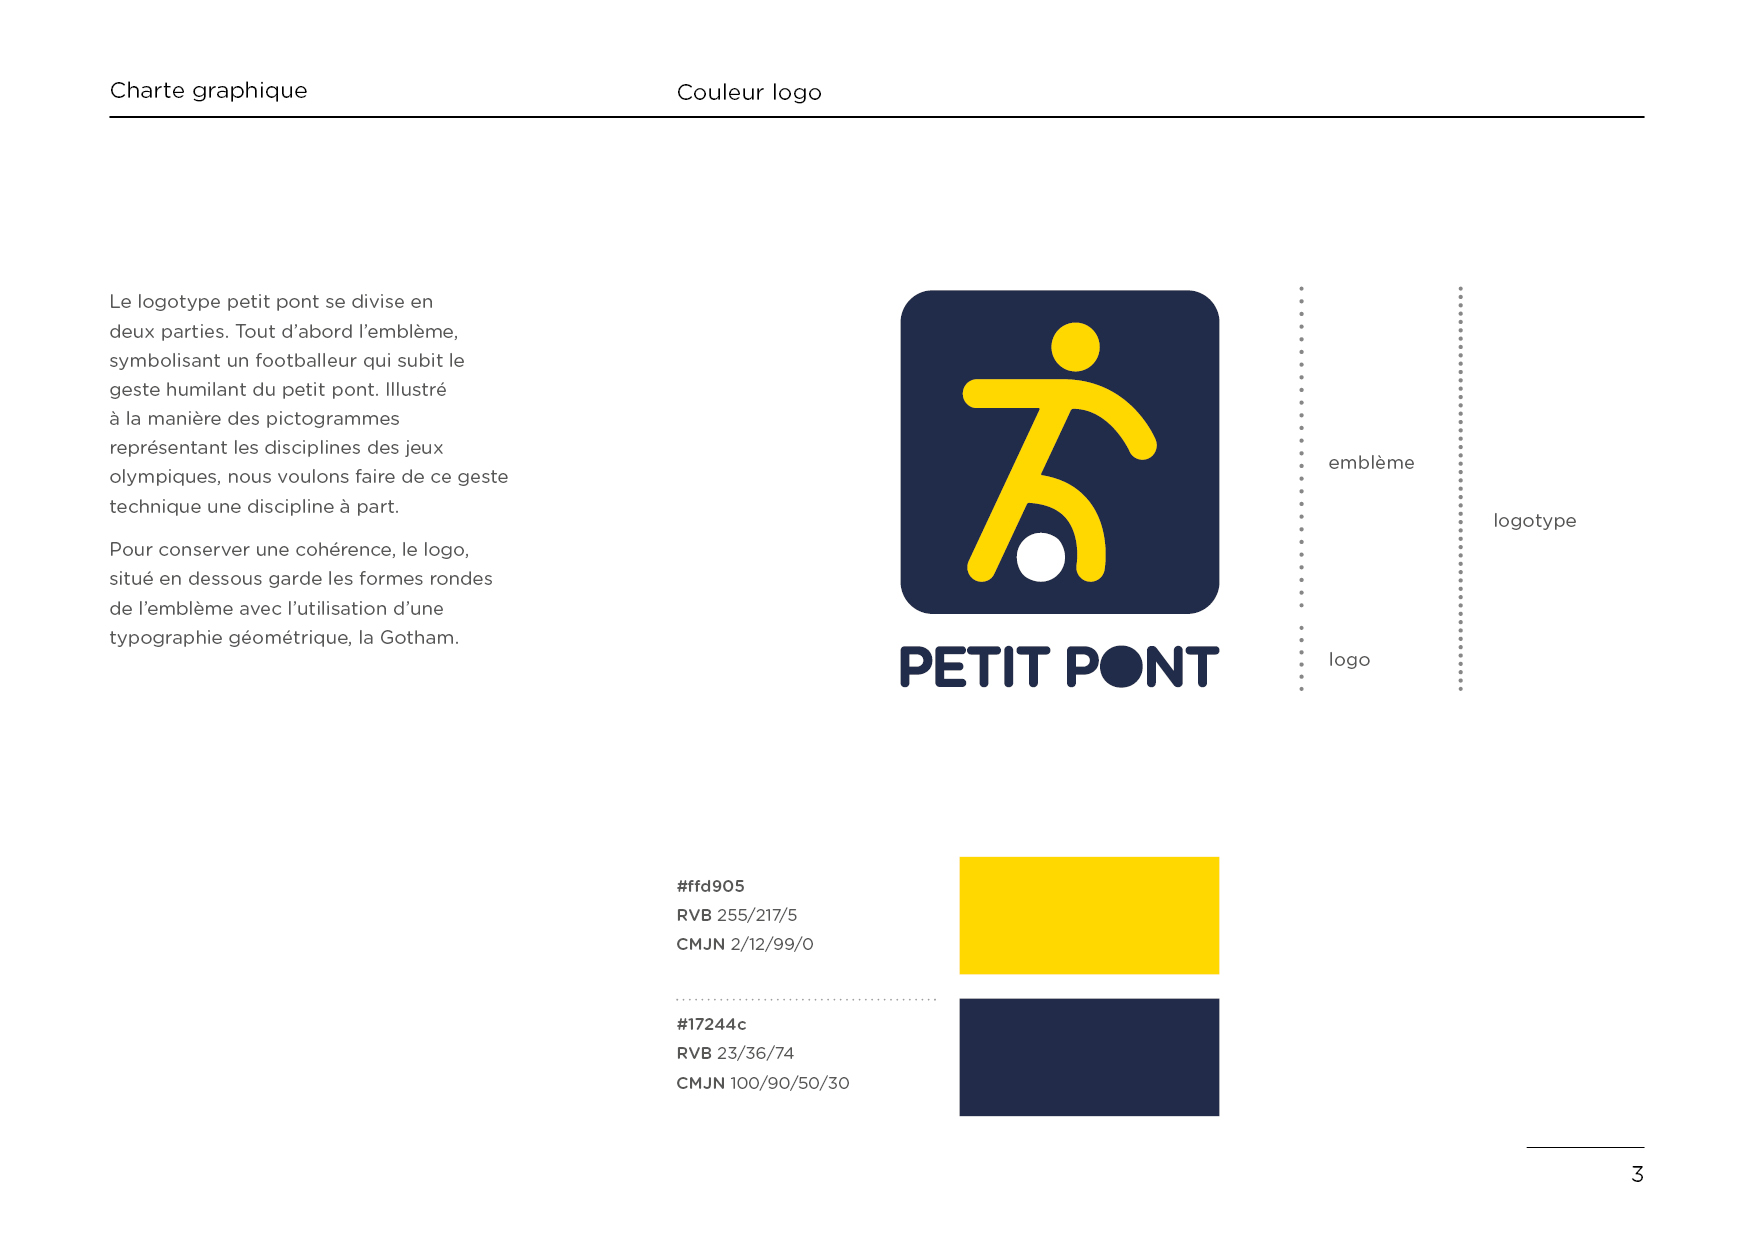 Charte graphique
Couleur logo
Le logotype petit pont se divise en
deux parties. Tout d’abord l’emblème,
symbolisant un footballeur qui subit le
geste humilant du petit pont. Illustré
à la manière des pictogrammes
représentant les disciplines des jeux
olympiques, nous voulons faire de ce geste
technique une discipline à part.
Pour conserver une cohérence, le logo,
situé en dessous garde les formes rondes
de l’emblème avec l’utilisation d’une
typographie géométrique, la Gotham.
emblème
logotype
PETIT PONT
logo
#ffd905
RVB 255/217/5
CMJN 2/12/99/0
#17244c
RVB 23/36/74
CMJN 100/90/50/30
3